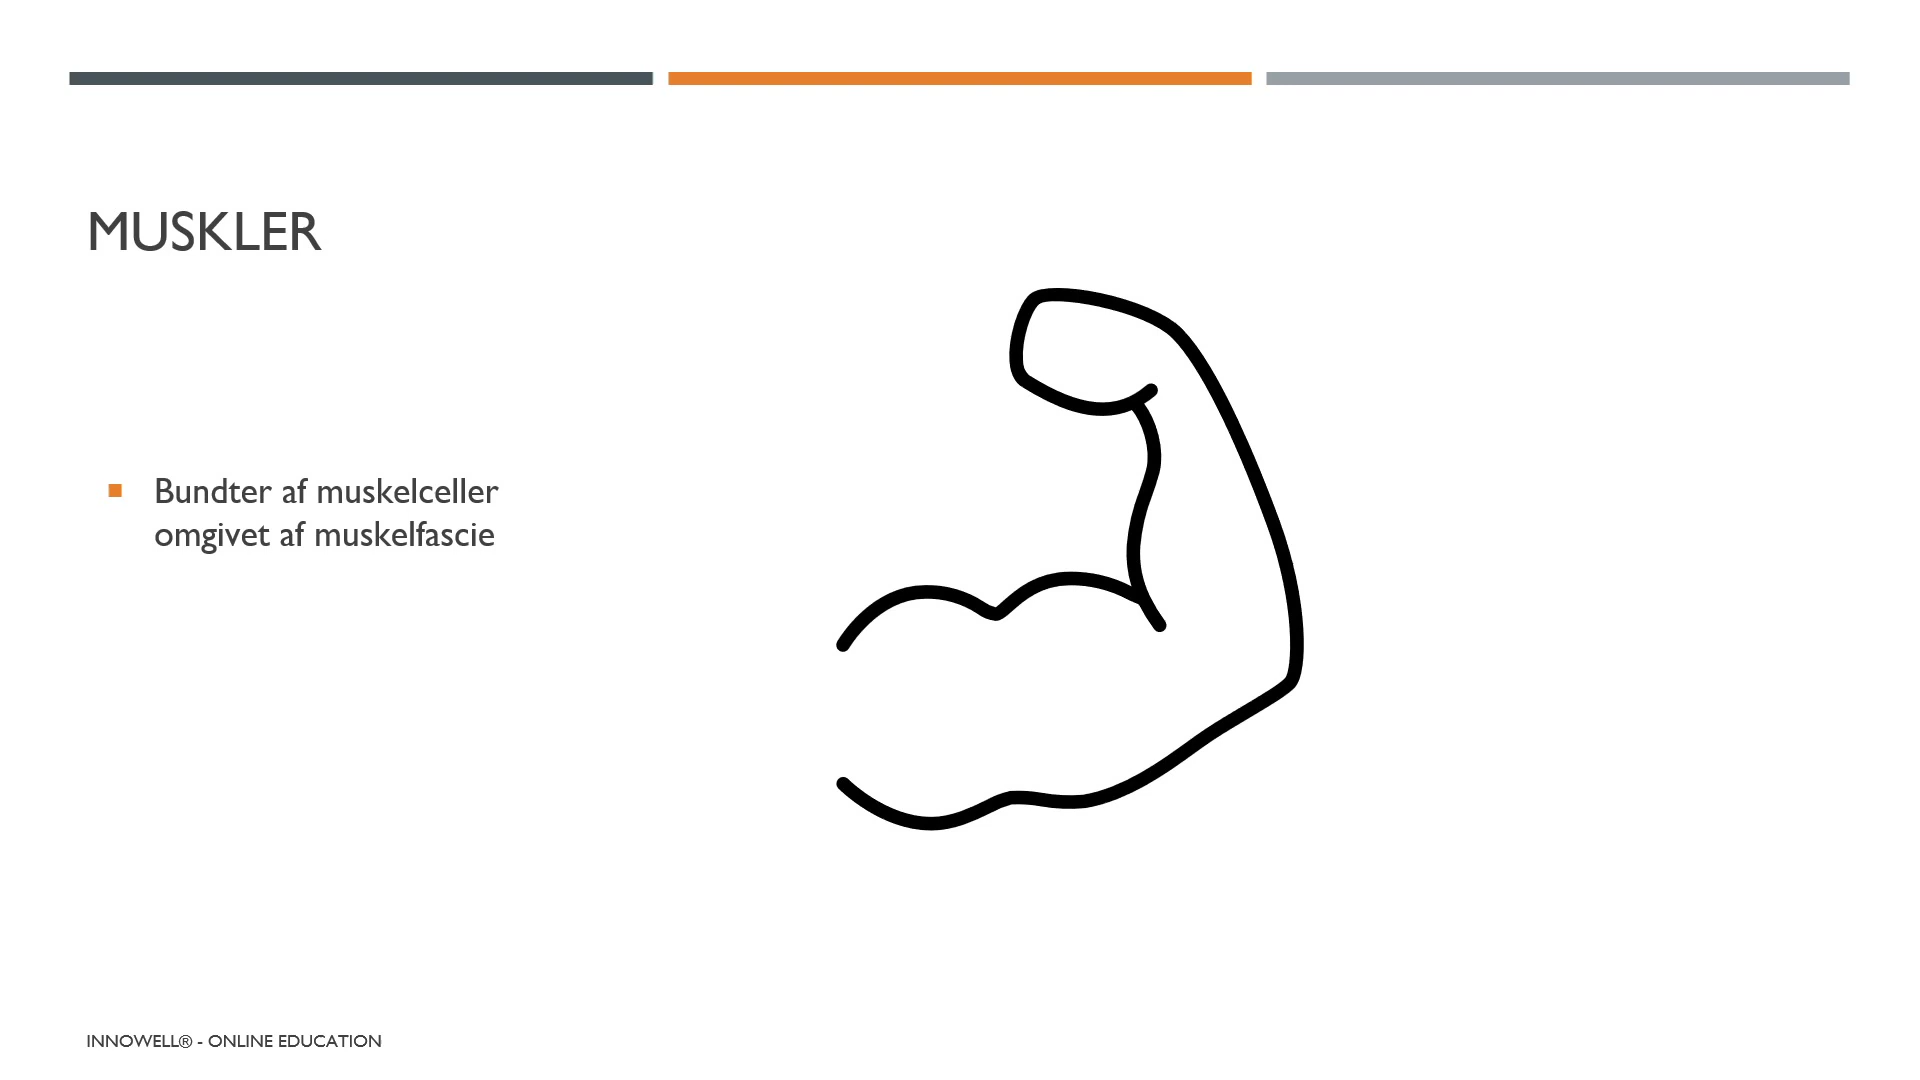 MUSKLER
Bundter af muskelceller
omgivet af muskelfascie
INNOWELL® - ONLINE EDUCATION